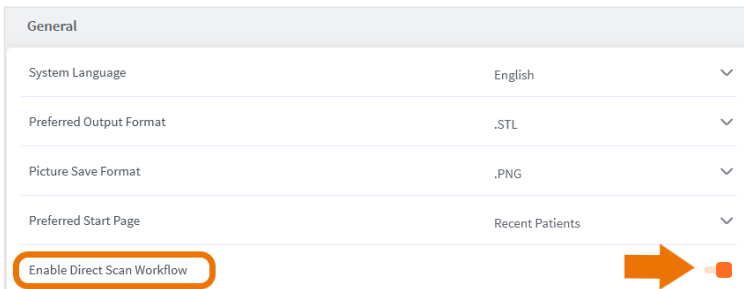 General
System Language English
Preferred Output Format .STL
Picture Save Format .PNG
Preferred Start Page Recent Patients
Enable Direct Scan Workflow